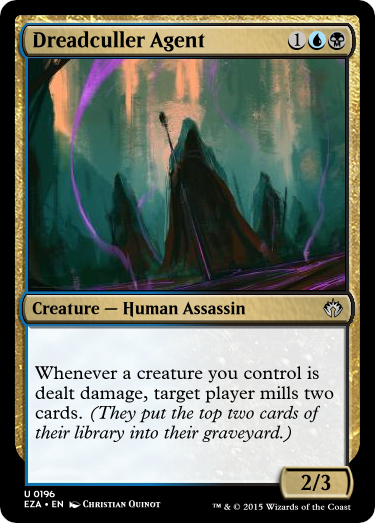 Dreadculler Agent 1
Creature — Human Assassin
Whenever a creature you control is
dealt damage, target player mills two
cards. (They put the top two cards of
their library into their graveyard.)
2/3
U 0196
EZA • EN Christian Quinot
™ & © 2015 Wizards of the Coast